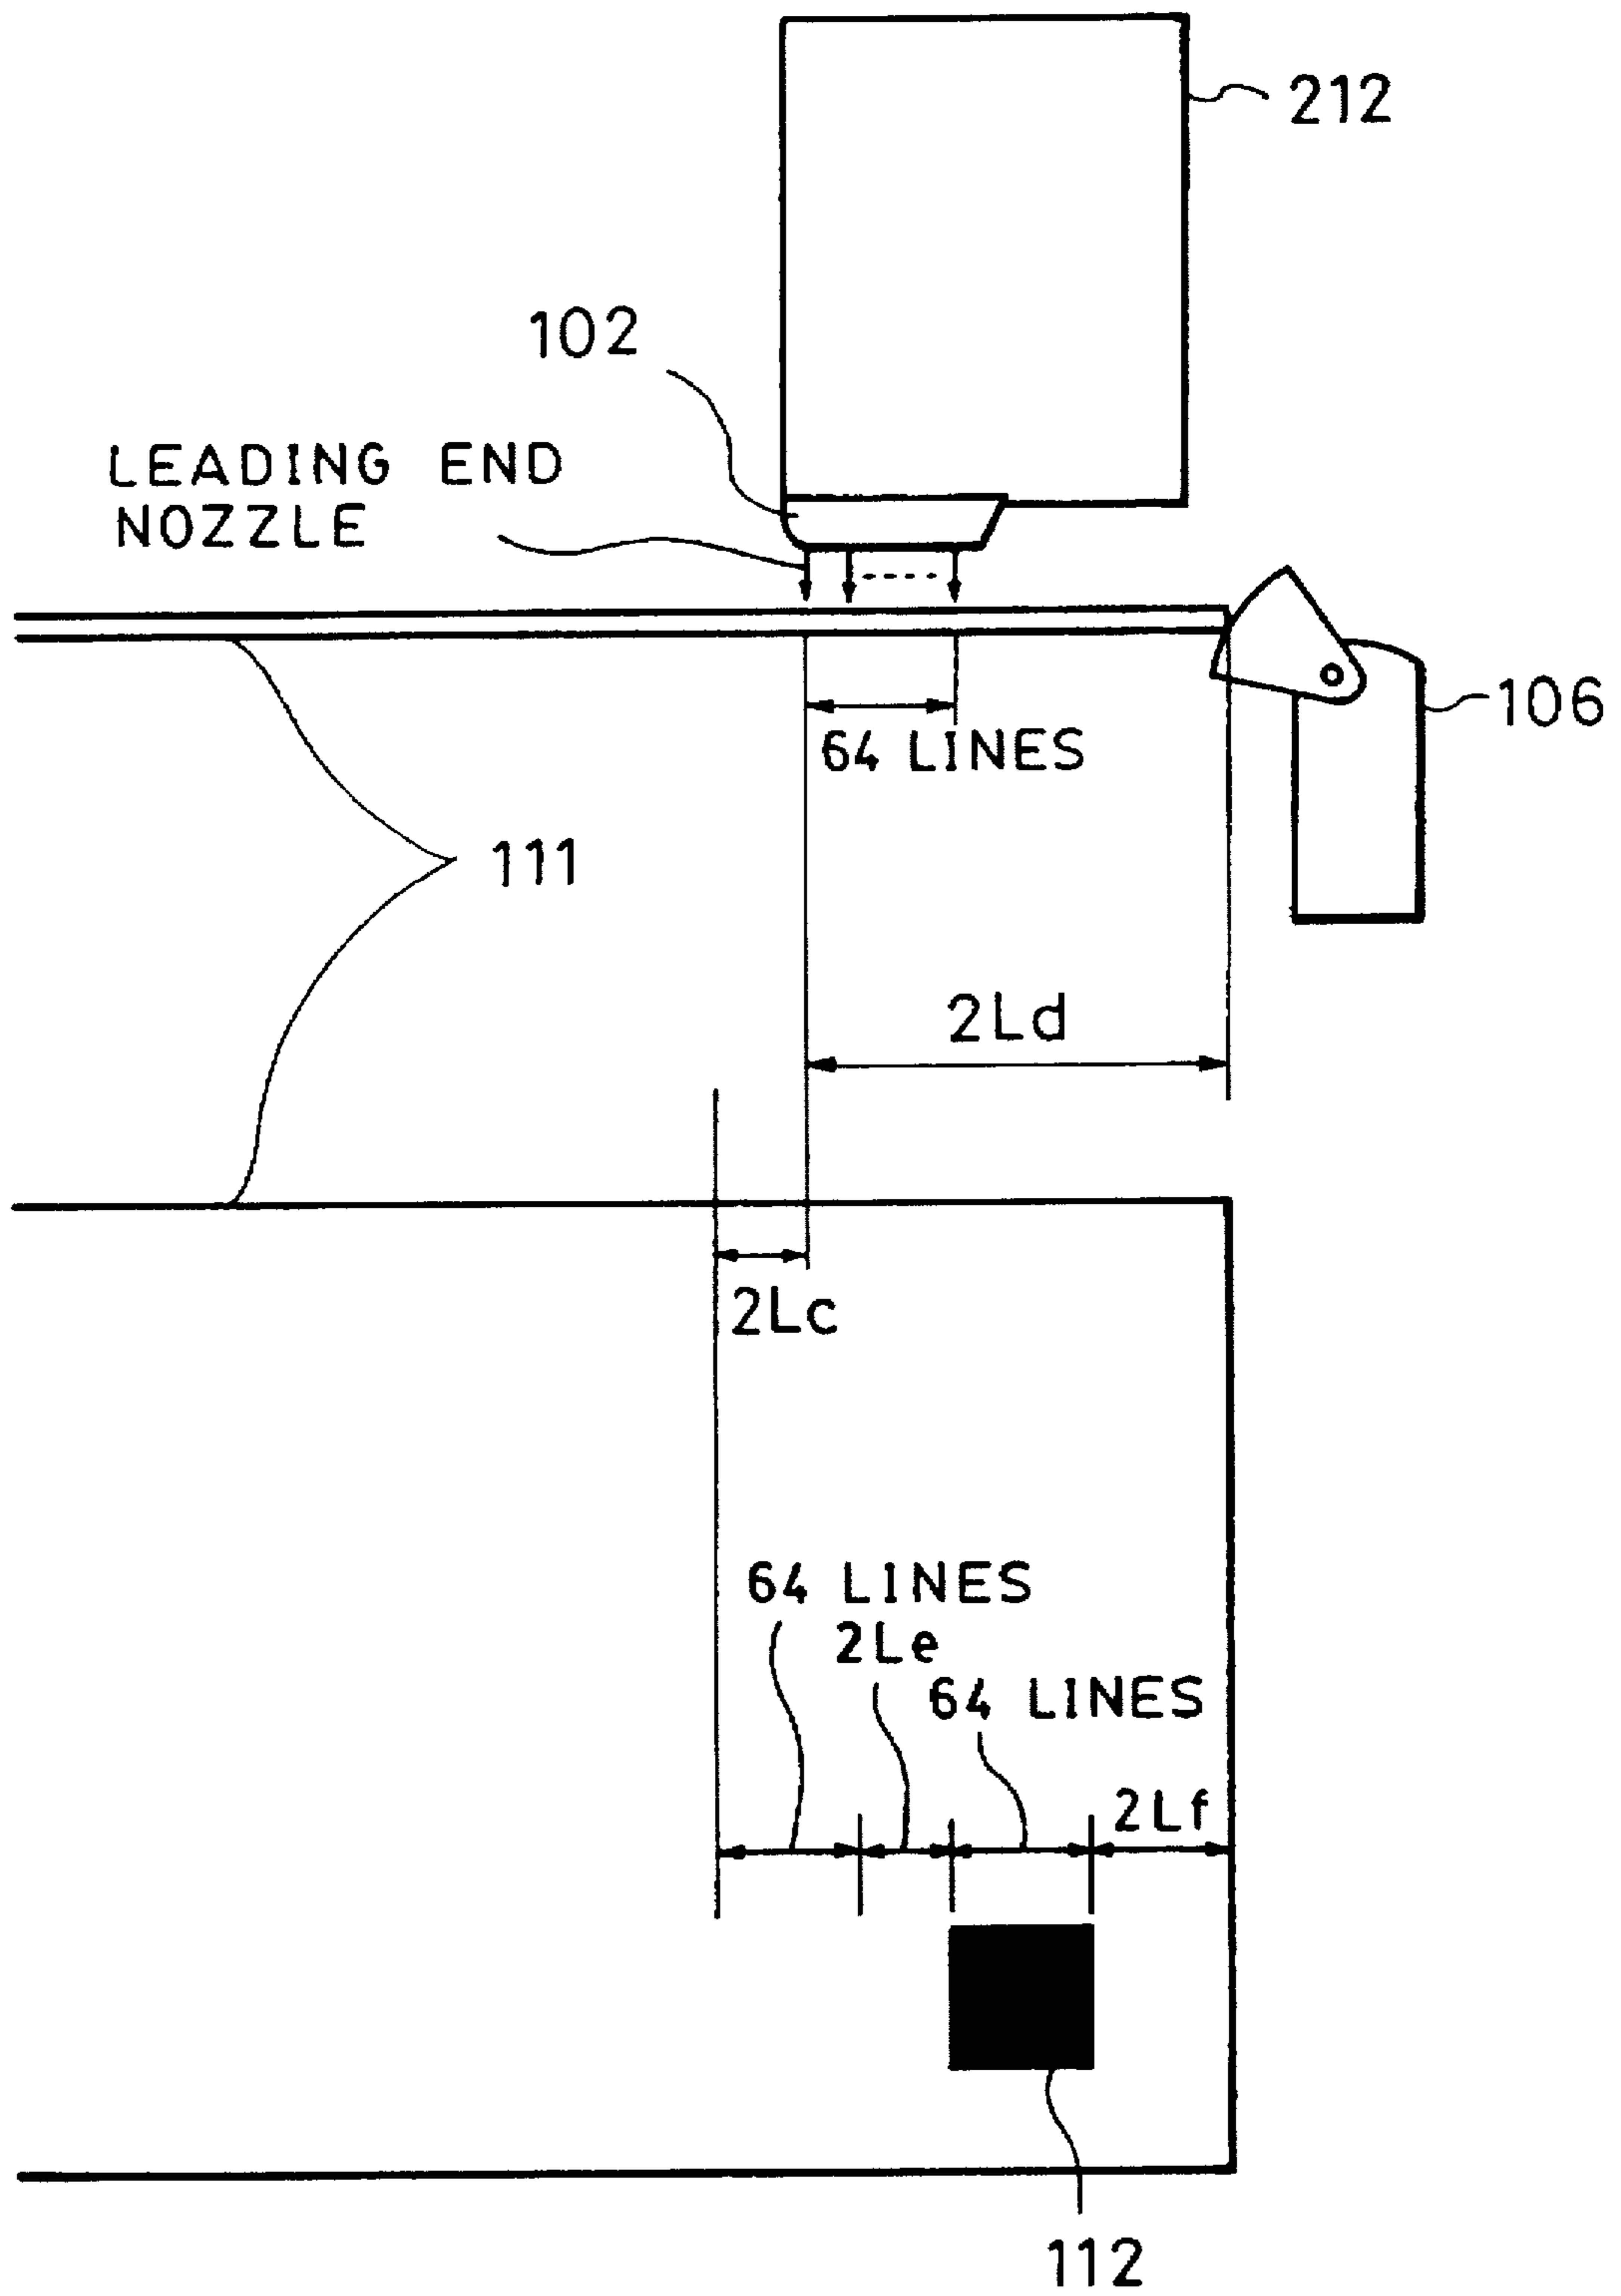 212
102
LEADING END
NOZZLE
106
64 LINES
111
2Ld
2Lc
64 LINES
2Le
64 LINES
2Lf
112